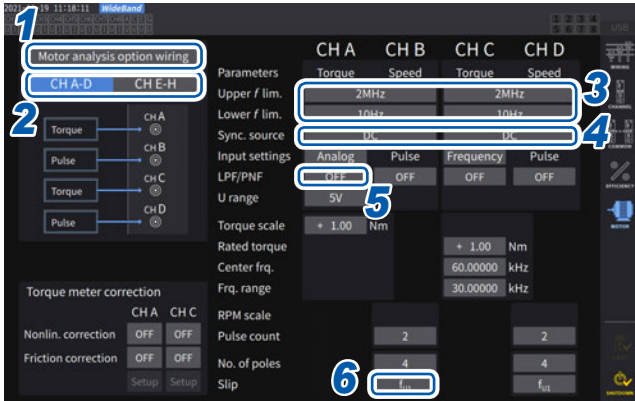 11:18:11 WideBand
1
USB
Motor analysis option wiring
CH A-D CH E-H
2
CH A
Torque
CH B
Pulse
CH C
Torque
CH D
Pulse
CH A CH B CH C CH D
Parameters Torque Speed Torque Speed
Upper f lim. 2MHz 2MHz
3
Lower f lim. 10Hz 10Hz
Sync. source DC DC
4
Input settings Analog Pulse Frequency Pulse
LPF/PNF OFF OFF OFF OFF
5
U range 5V
Torque scale + 1.00 Nm
Rated torque + 1.00 Nm
Center frq. 60.00000 kHz
Frq. range 30.00000 kHz
RPM scale
Pulse count 2 2
No. of poles 4 4
6
Slip fU1 fU1
Torque meter correction
CH A CH C
Nonlin. correction OFF OFF
Friction correction OFF OFF
Setup Setup
WIRING
CHANNEL
COMMON
EFFICIENCY
MOTOR
SHUTDOWN